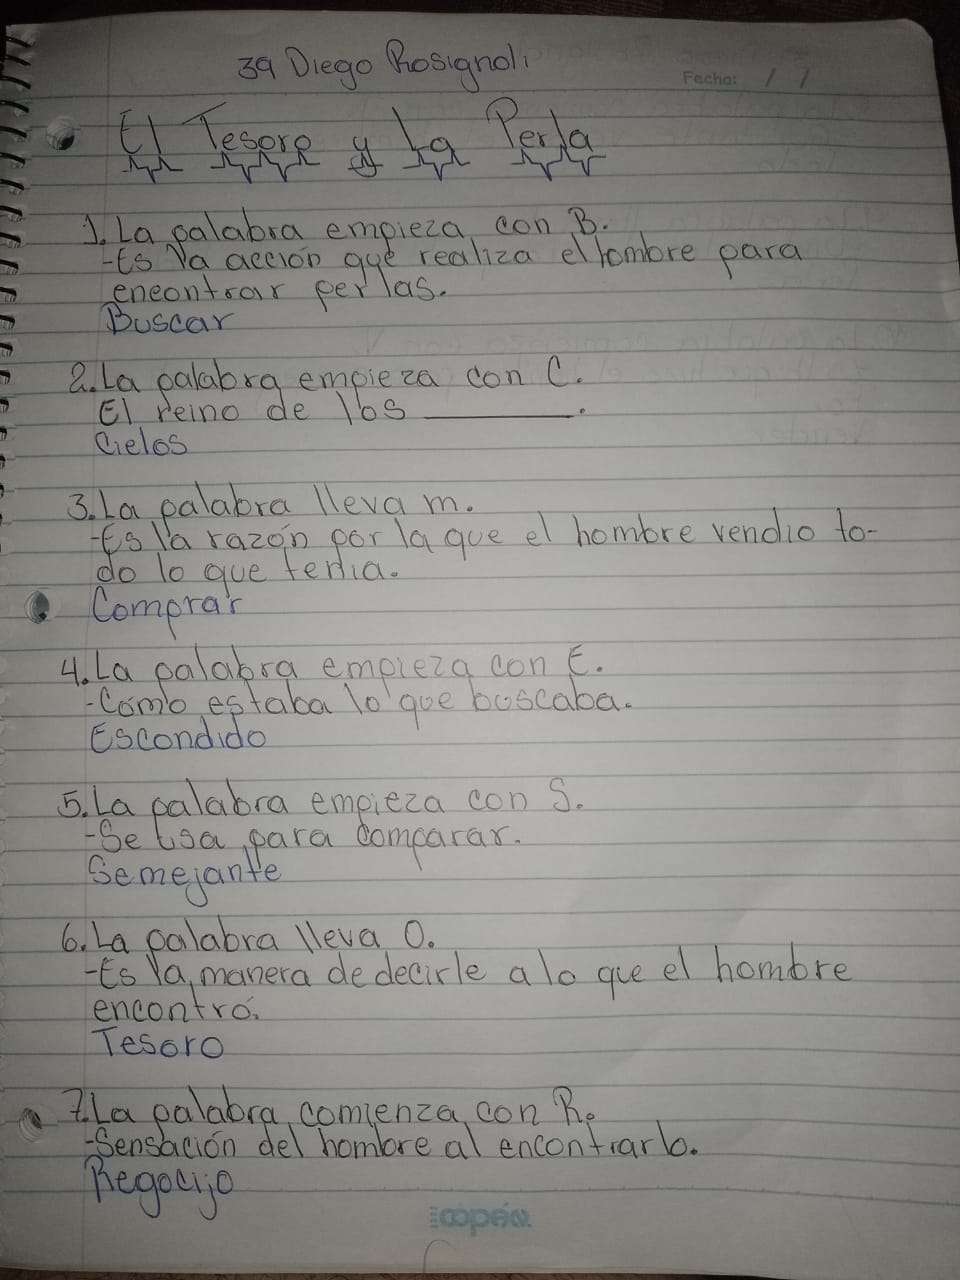 39 Diego Rosignoli
Fecha: / /
El Tesoro y La Perla
1. La palabra empieza con B.
-Es la acción que realiza el hombre para
encontrar perlas.
Buscar
2. La palabra empieza con C.
El reino de los ________.
Cielos
3. La palabra lleva m.
-Es la razón por la que el hombre vendio to-
do lo que tenia.
Comprar
4. La palabra empieza con E.
-Cómo estaba lo que buscaba.
Escondido
5. La palabra empieza con S.
-Se usa para comparar.
Semejante
6. La palabra lleva O.
-Es la manera de decirle a lo que el hombre
encontró.
Tesoro
7. La palabra comienza con R.
-Sensación del hombre al encontrarlo.
Regocijo